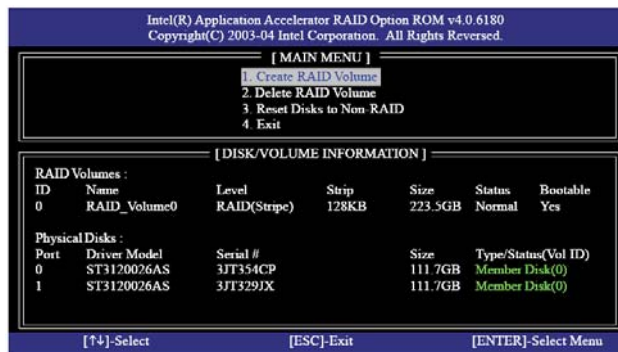 Intel(R) Application Accelerator RAID Option ROM v4.0.6180
Copyright(C) 2003-04 Intel Corporation. All Rights Reversed.
[ MAIN MENU ]
1. Create RAID Volume
2. Delete RAID Volume
3. Reset Disks to Non-RAID
4. Exit
[ DISK/VOLUME INFORMATION ]
RAID Volumes :
ID Name Level Strip Size Status Bootable
0 RAID_Volume0 RAID(Stripe) 128KB 223.5GB Normal Yes
Physical Disks :
Port Driver Model Serial # Size Type/Status(Vol ID)
0 ST3120026AS 3JT354CP 111.7GB Member Disk(0)
1 ST3120026AS 3JT329JX 111.7GB Member Disk(0)
[↑↓]-Select [ESC]-Exit [ENTER]-Select Menu